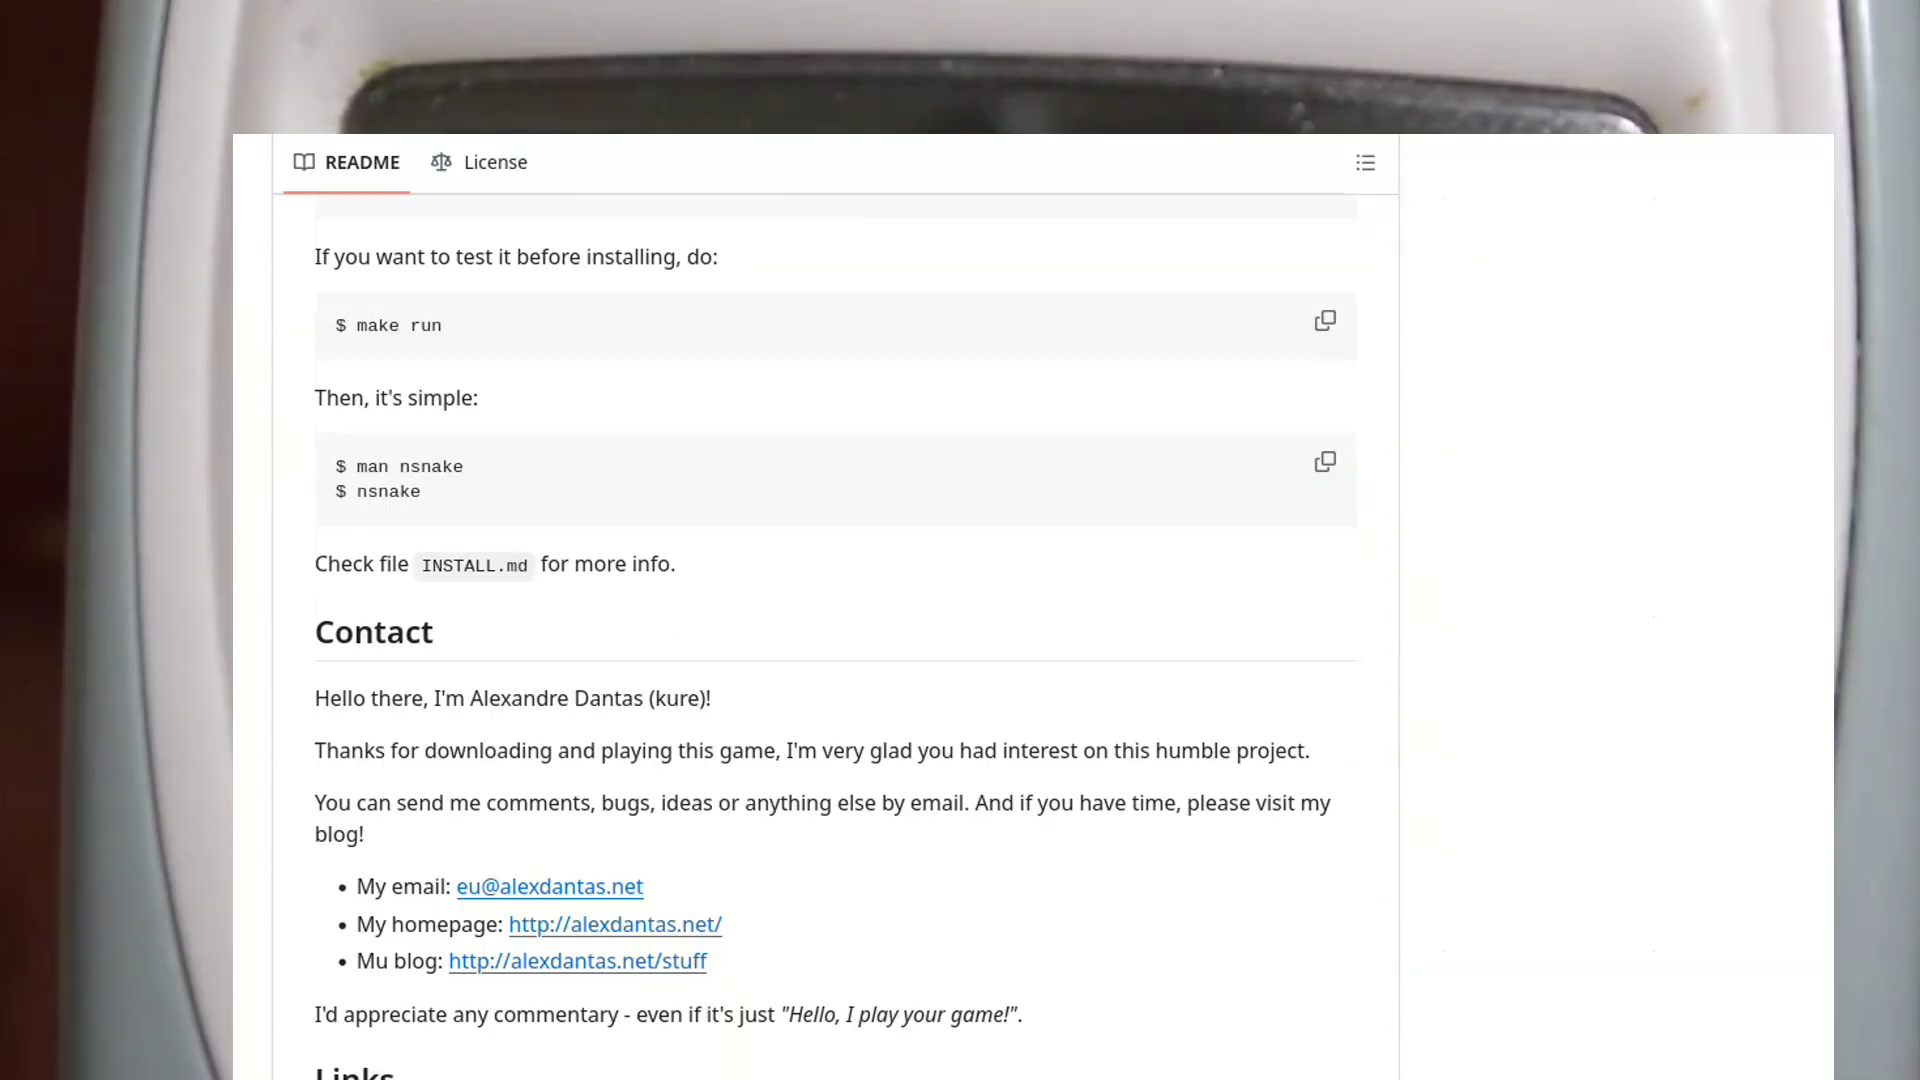 README
License
If you want to test it before installing, do:
$ make run
Then, it's simple:
$ man nsnake
$ nsnake
Check file INSTALL.md for more info.
Contact
Hello there, I'm Alexandre Dantas (kure)!
Thanks for downloading and playing this game, I'm very glad you had interest on this humble project.
You can send me comments, bugs, ideas or anything else by email. And if you have time, please visit my
blog!
• My email: eu@alexdantas.net
• My homepage: http://alexdantas.net/
• Mu blog: http://alexdantas.net/stuff
I'd appreciate any commentary - even if it's just "Hello, I play your game!".
Links